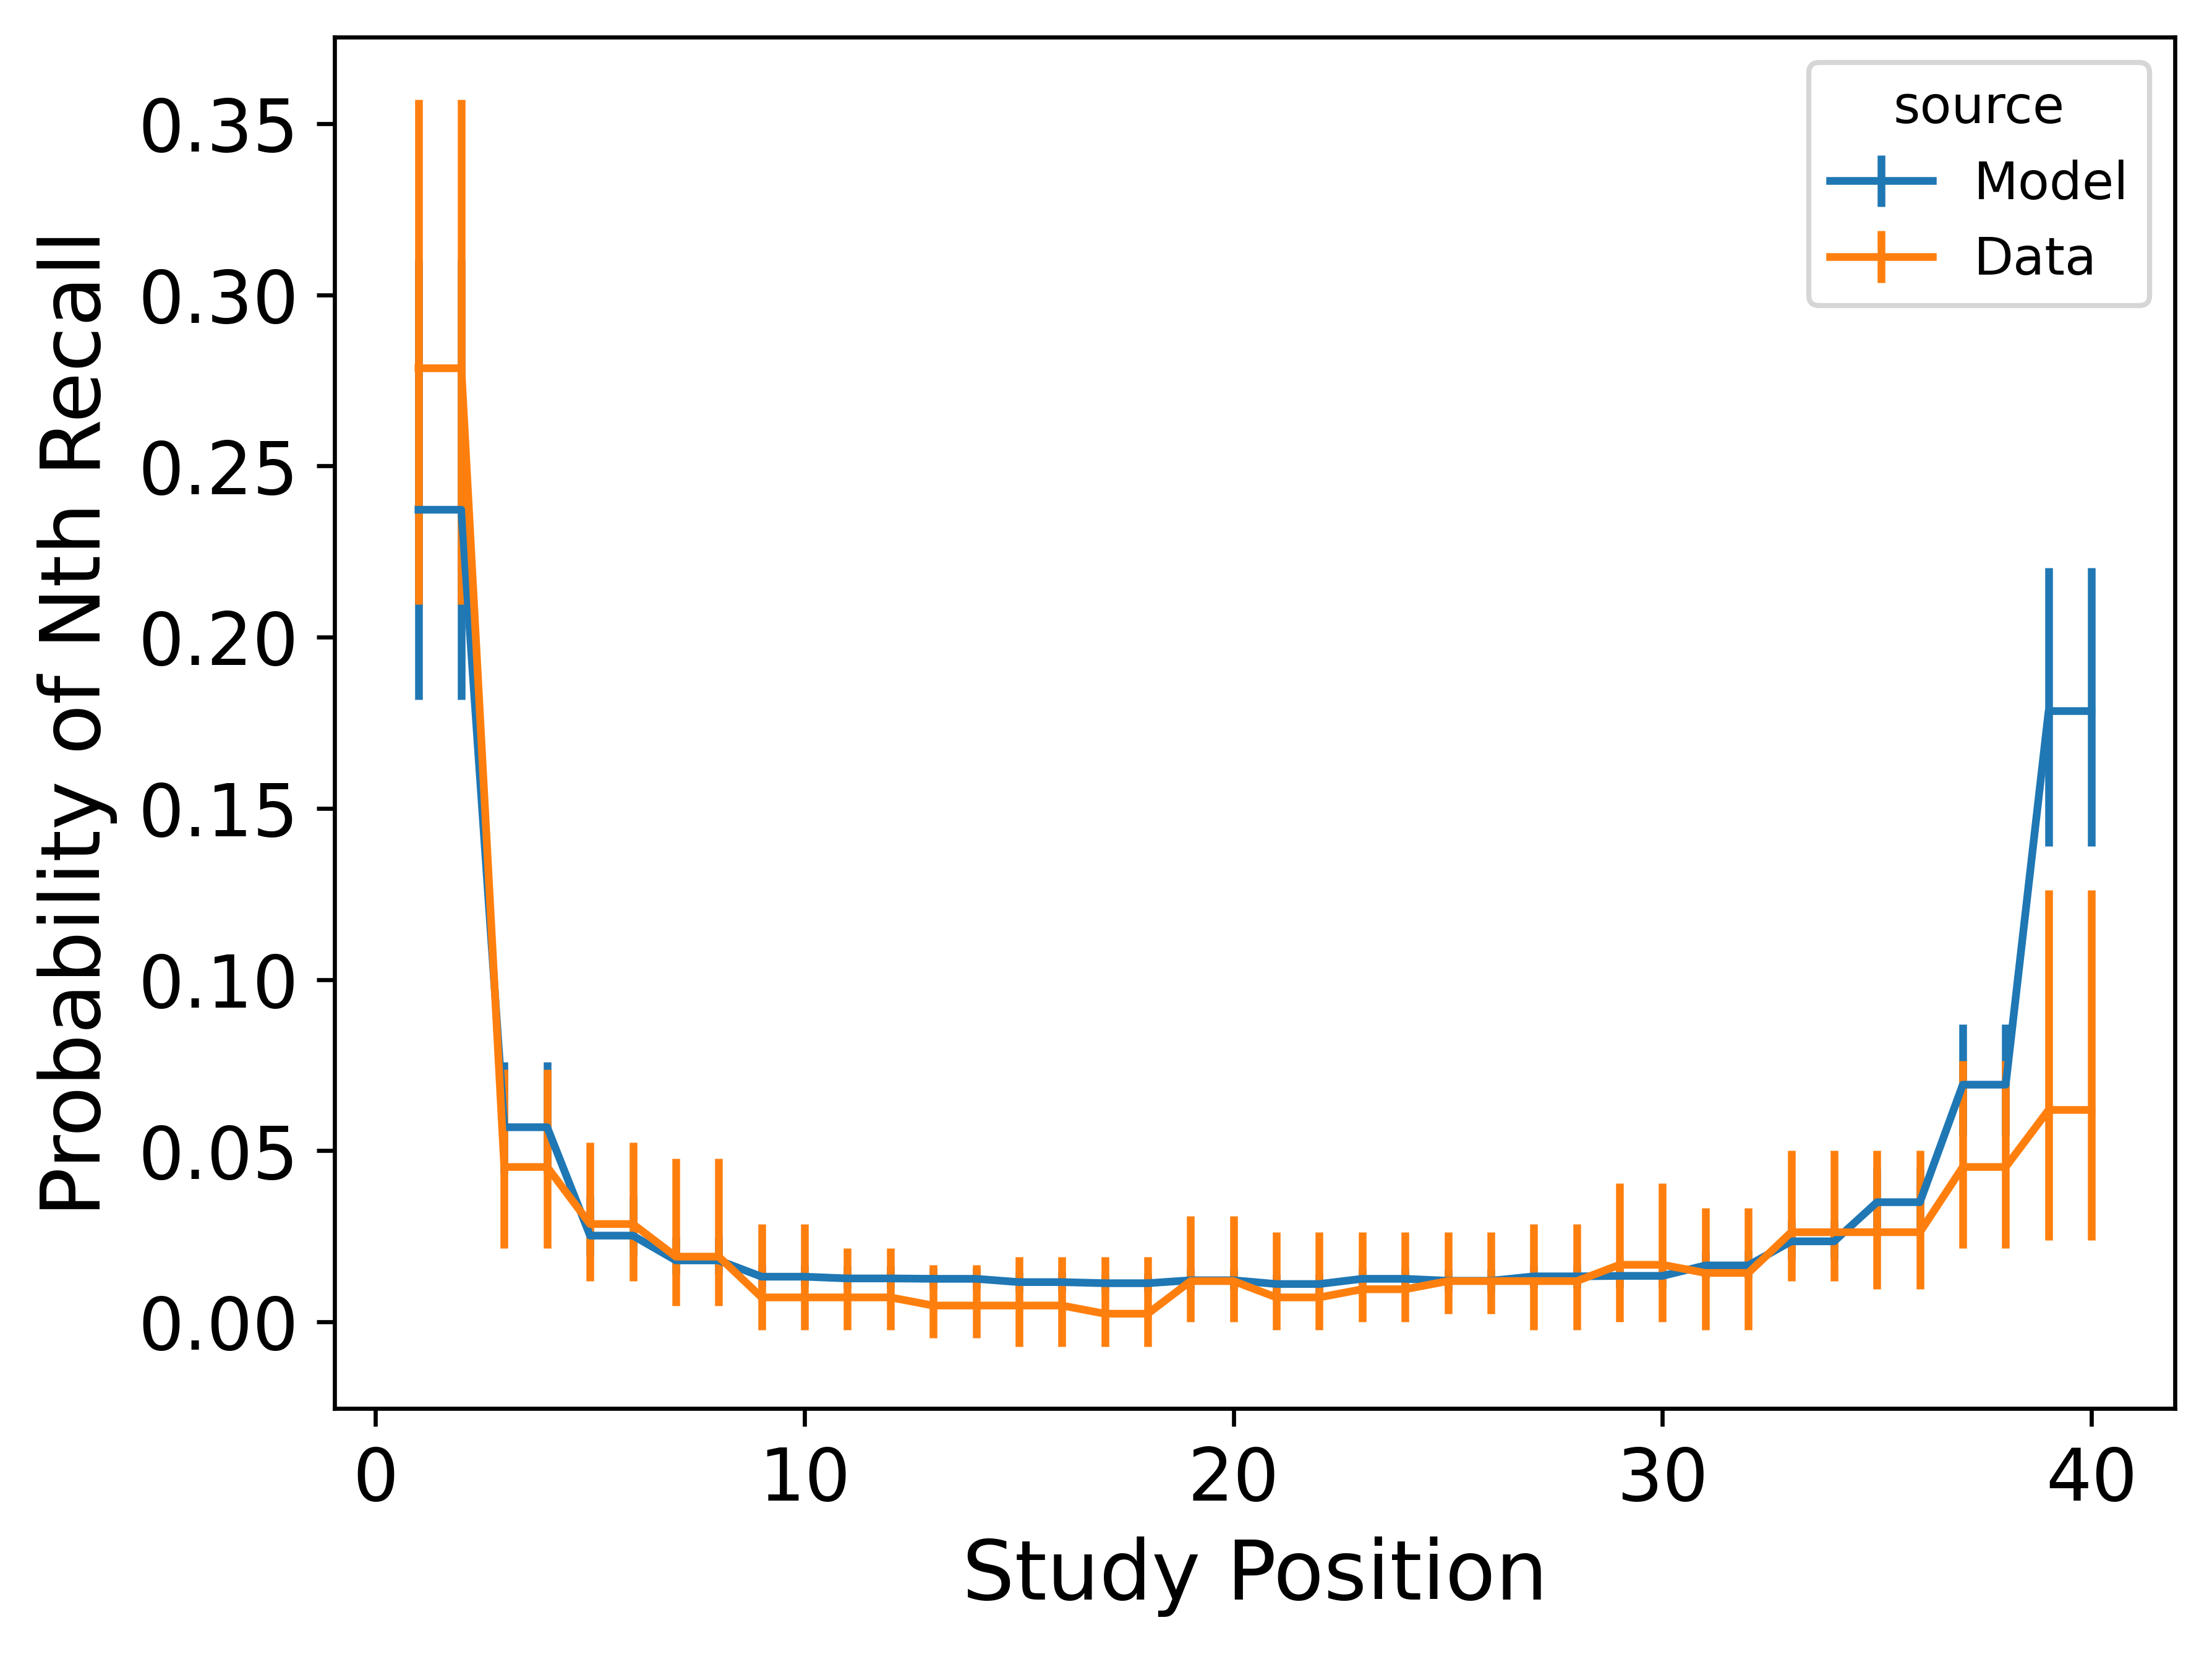 Probability of Nth Recall
0.35
0.30
0.25
0.20
0.15
0.10
0.05
0.00
source
Model
Data
0 10 20 30 40
Study Position